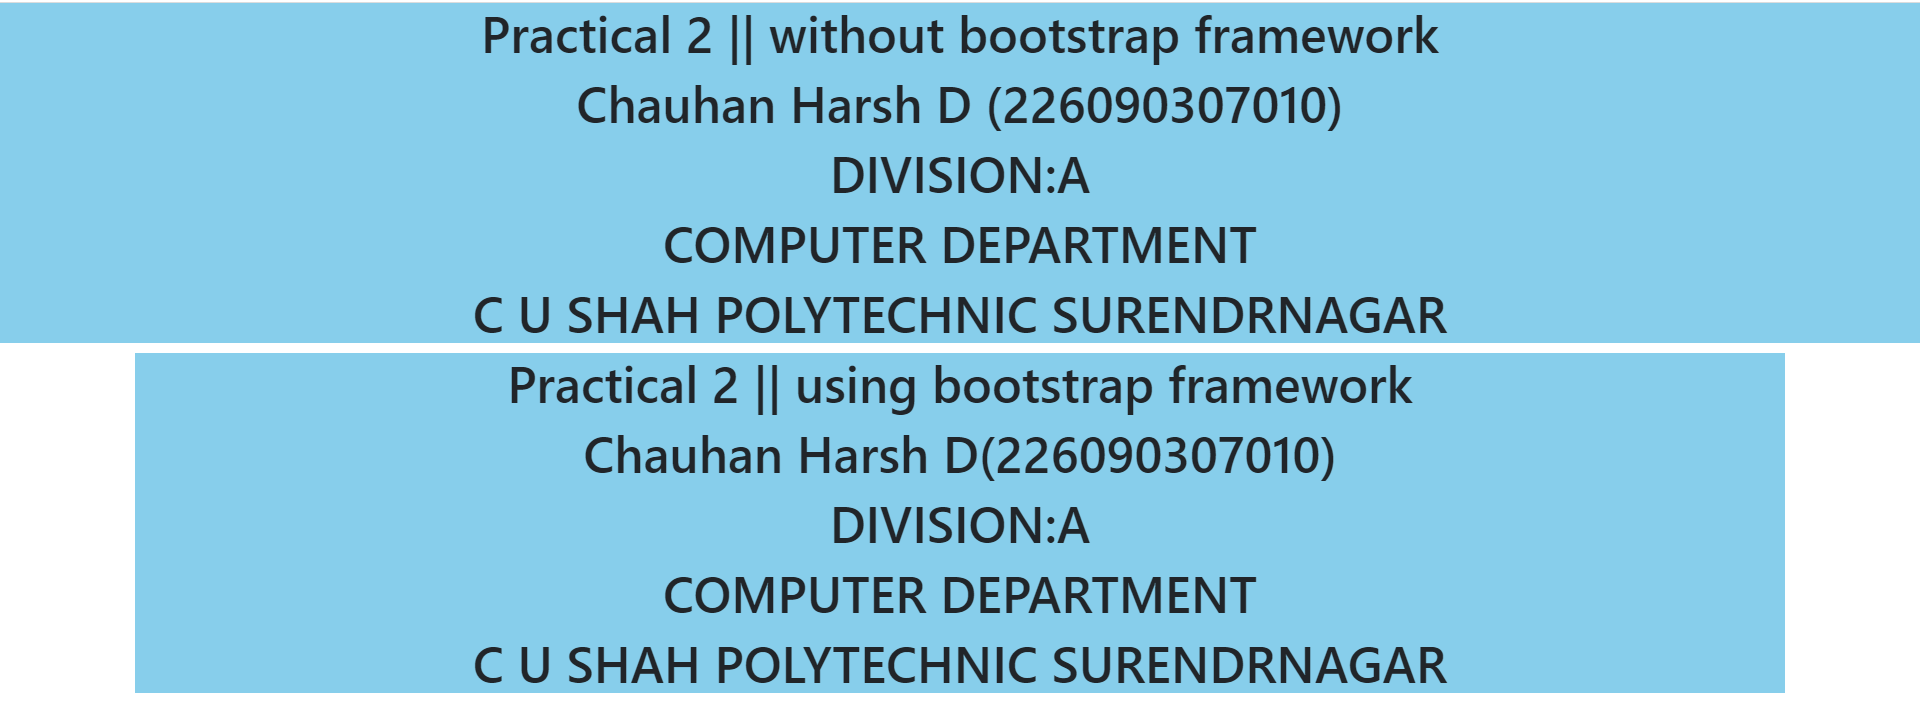 Practical 2 || without bootstrap framework
Chauhan Harsh D (226090307010)
DIVISION:A
COMPUTER DEPARTMENT
C U SHAH POLYTECHNIC SURENDRNAGAR
Practical 2 || using bootstrap framework
Chauhan Harsh D(226090307010)
DIVISION:A
COMPUTER DEPARTMENT
C U SHAH POLYTECHNIC SURENDRNAGAR